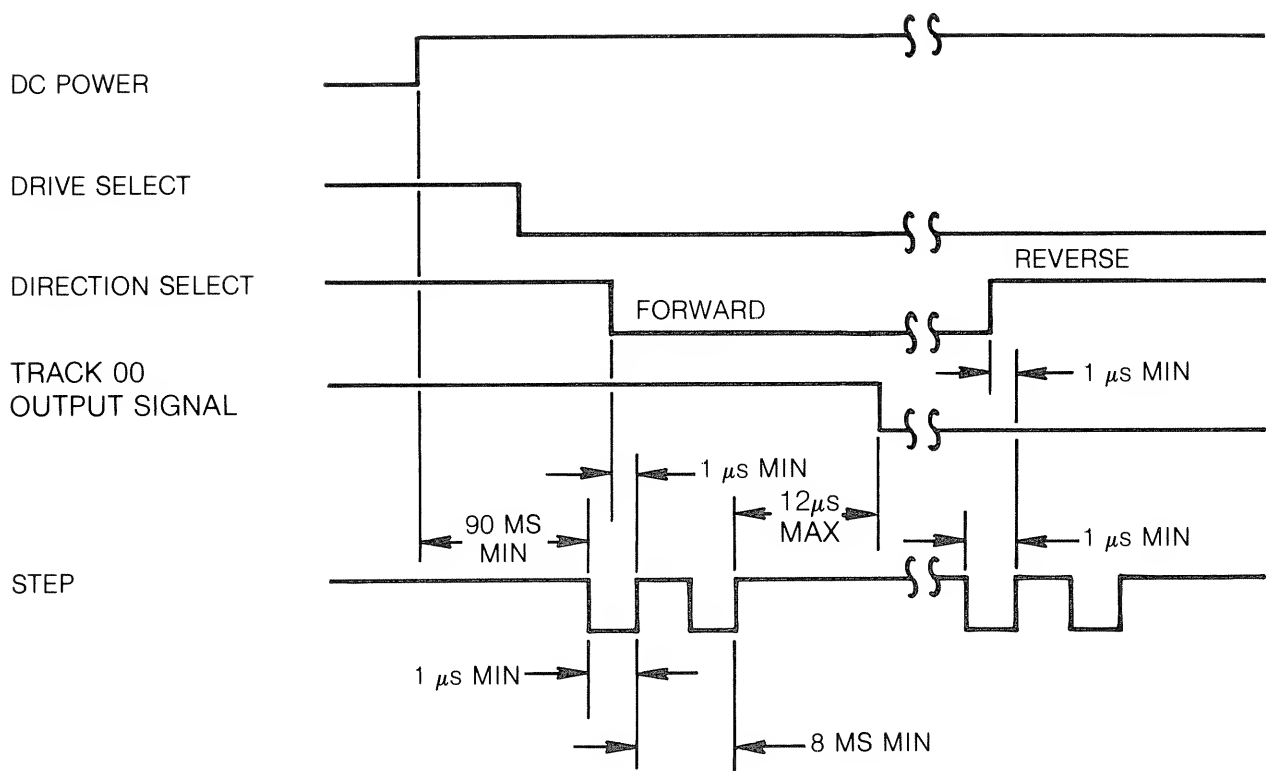 DC POWER
DRIVE SELECT
DIRECTION SELECT
REVERSE
FORWARD
TRACK 00
OUTPUT SIGNAL
1 μs MIN
1 μs MIN
12μs
MAX
90 MS
MIN
1 μs MIN
STEP
1 μs MIN
8 MS MIN